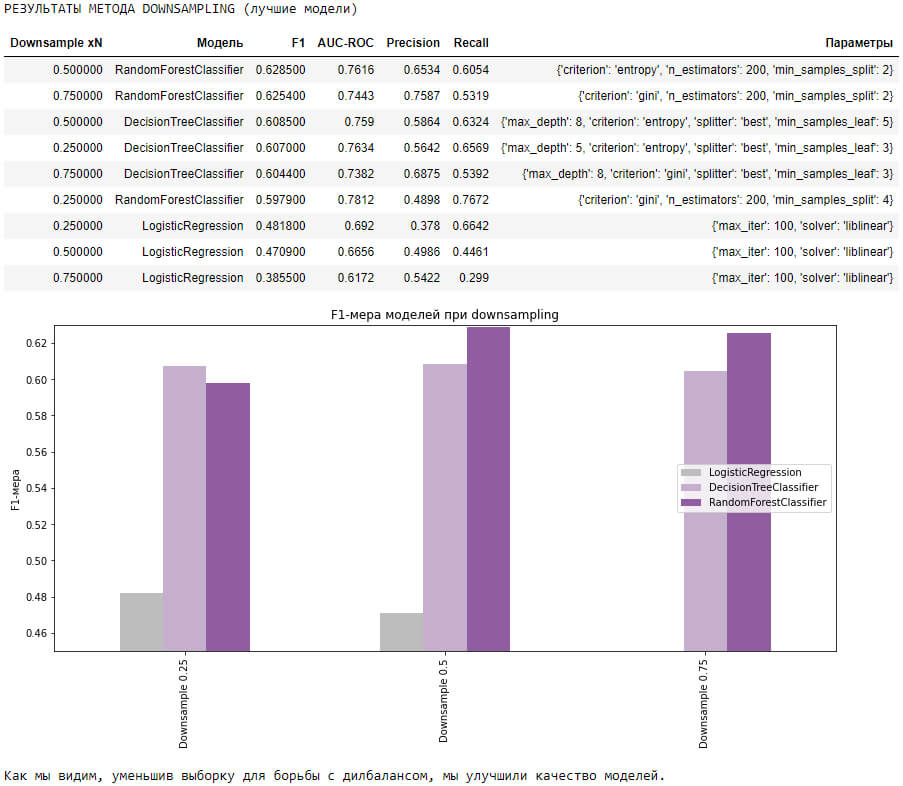 РЕЗУЛЬТАТЫ МЕТОДА DOWNSAMPLING (лучшие модели)
Downsample xN Модель F1 AUC-ROC Precision Recall Параметры
0.500000 RandomForestClassifier 0.628500 0.7616 0.6534 0.6054 {'criterion': 'entropy', 'n_estimators': 200, 'min_samples_split': 2}
0.750000 RandomForestClassifier 0.625400 0.7443 0.7587 0.5319 {'criterion': 'gini', 'n_estimators': 200, 'min_samples_split': 2}
0.500000 DecisionTreeClassifier 0.608500 0.759 0.5864 0.6324 {'max_depth': 8, 'criterion': 'entropy', 'splitter': 'best', 'min_samples_leaf': 5}
0.250000 DecisionTreeClassifier 0.607000 0.7634 0.5642 0.6569 {'max_depth': 5, 'criterion': 'entropy', 'splitter': 'best', 'min_samples_leaf': 3}
0.750000 DecisionTreeClassifier 0.604400 0.7382 0.6875 0.5392 {'max_depth': 8, 'criterion': 'gini', 'splitter': 'best', 'min_samples_leaf': 3}
0.250000 RandomForestClassifier 0.597900 0.7812 0.4898 0.7672 {'criterion': 'gini', 'n_estimators': 200, 'min_samples_split': 4}
0.250000 LogisticRegression 0.481800 0.692 0.378 0.6642 {'max_iter': 100, 'solver': 'liblinear'}
0.500000 LogisticRegression 0.470900 0.6656 0.4986 0.4461 {'max_iter': 100, 'solver': 'liblinear'}
0.750000 LogisticRegression 0.385500 0.6172 0.5422 0.299 {'max_iter': 100, 'solver': 'liblinear'}
F1-мера моделей при downsampling
F1-мера
0.62
0.60
0.58
0.56
0.54
0.52
0.50
0.48
0.46
LogisticRegression
DecisionTreeClassifier
RandomForestClassifier
Downsample 0.25
Downsample 0.5
Downsample 0.75
Как мы видим, уменьшив выборку для борьбы с дилбалансом, мы улучшили качество моделей.